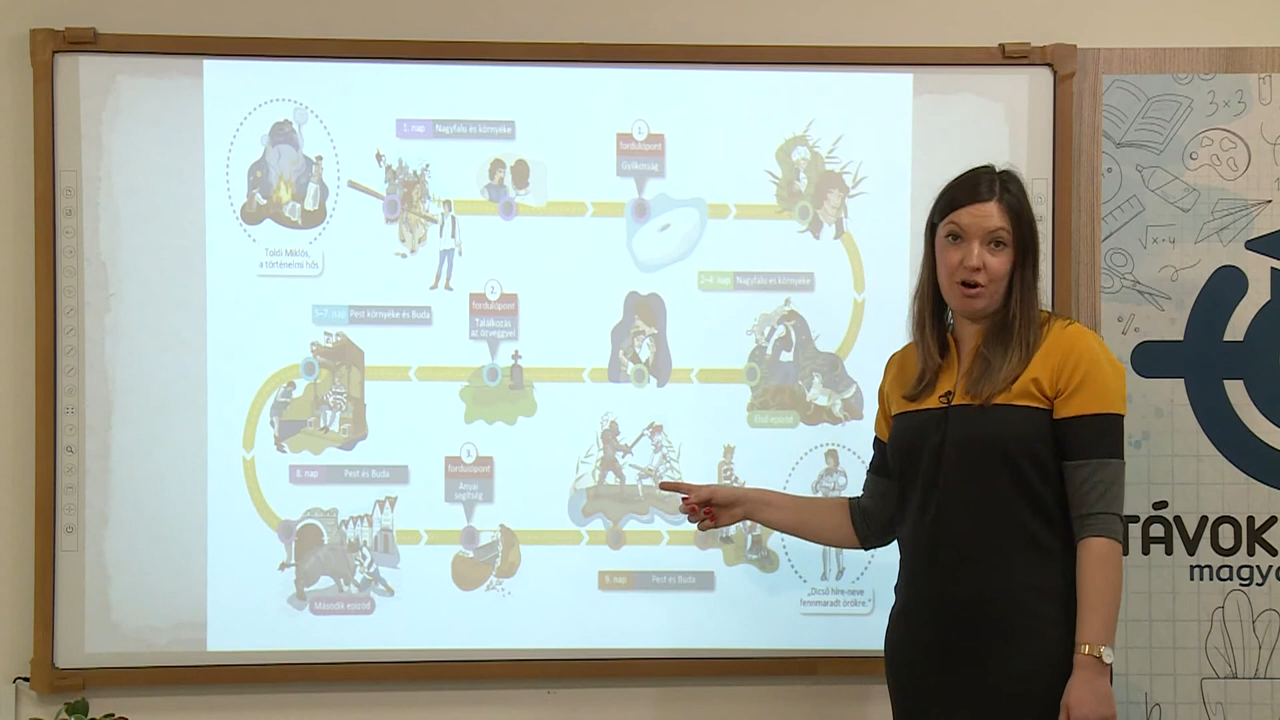 1. nap Nagyfalu és környéke
1.
fordulópont
Gyilkosság
Toldi Miklós,
a történelmi hős
2–4. nap Nagyfalu és környéke
2.
fordulópont
Találkozás
az özveggyel
5–7. nap Pest környéke és Buda
Első epizód
8. nap Pest és Buda
3.
fordulópont
Anyai
segítség
Második epizód
9. nap Pest és Buda
„Dicső híre-neve
fennmaradt örökre."
3×3
√x+4
%
TÁVOK
magya